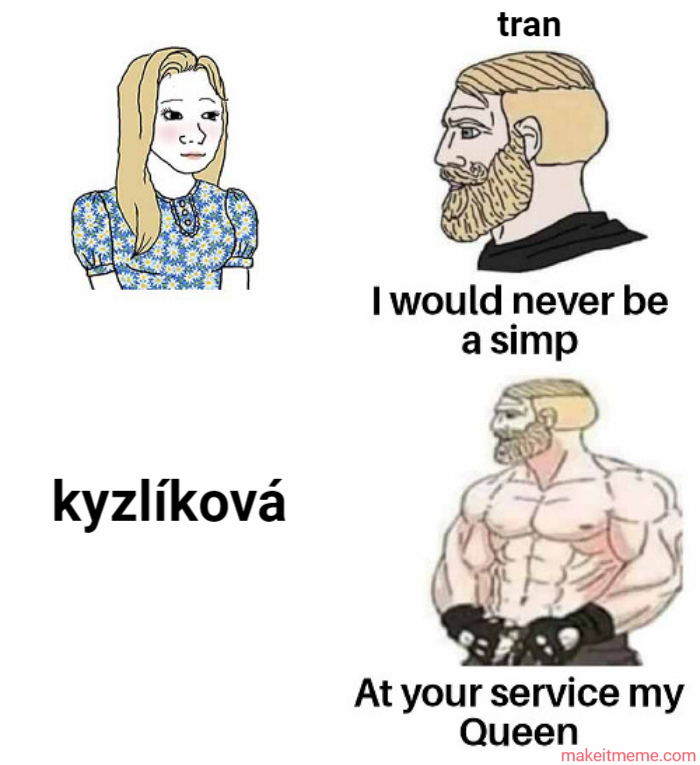 tran
I would never be
a simp
kyzlíková
At your service my
Queen
makeitmeme.com